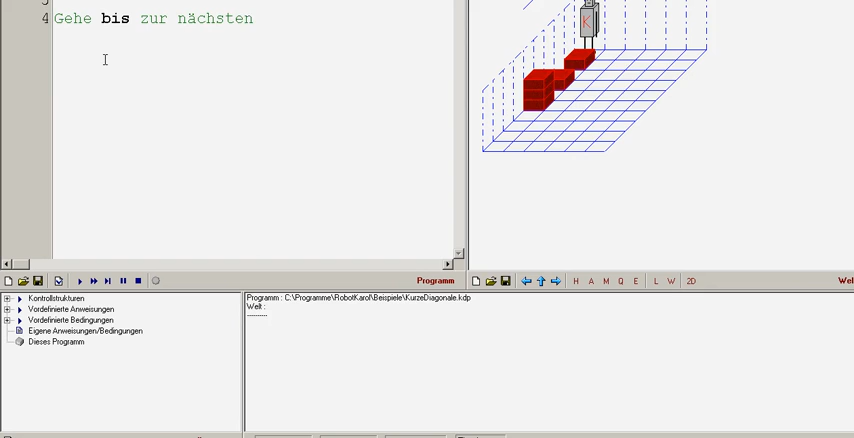 4 Gehe bis zur nächsten
K
Programm
H A M Q E L W 2D
Wel
Kontrollstrukturen
Vordefinierte Anweisungen
Vordefinierte Bedingungen
Eigene Anweisungen/Bedingungen
Dieses Programm
Programm : C:\Programme\RobotKarol\Beispiele\KurzeDiagonale.kdp
Welt :
----------